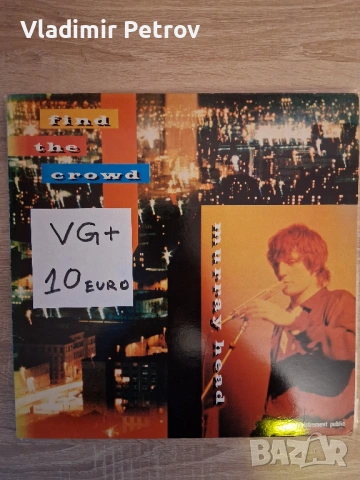 Vladimir Petrov
find
the
crowd
VG+
10 EURO
murray head
BAZAR